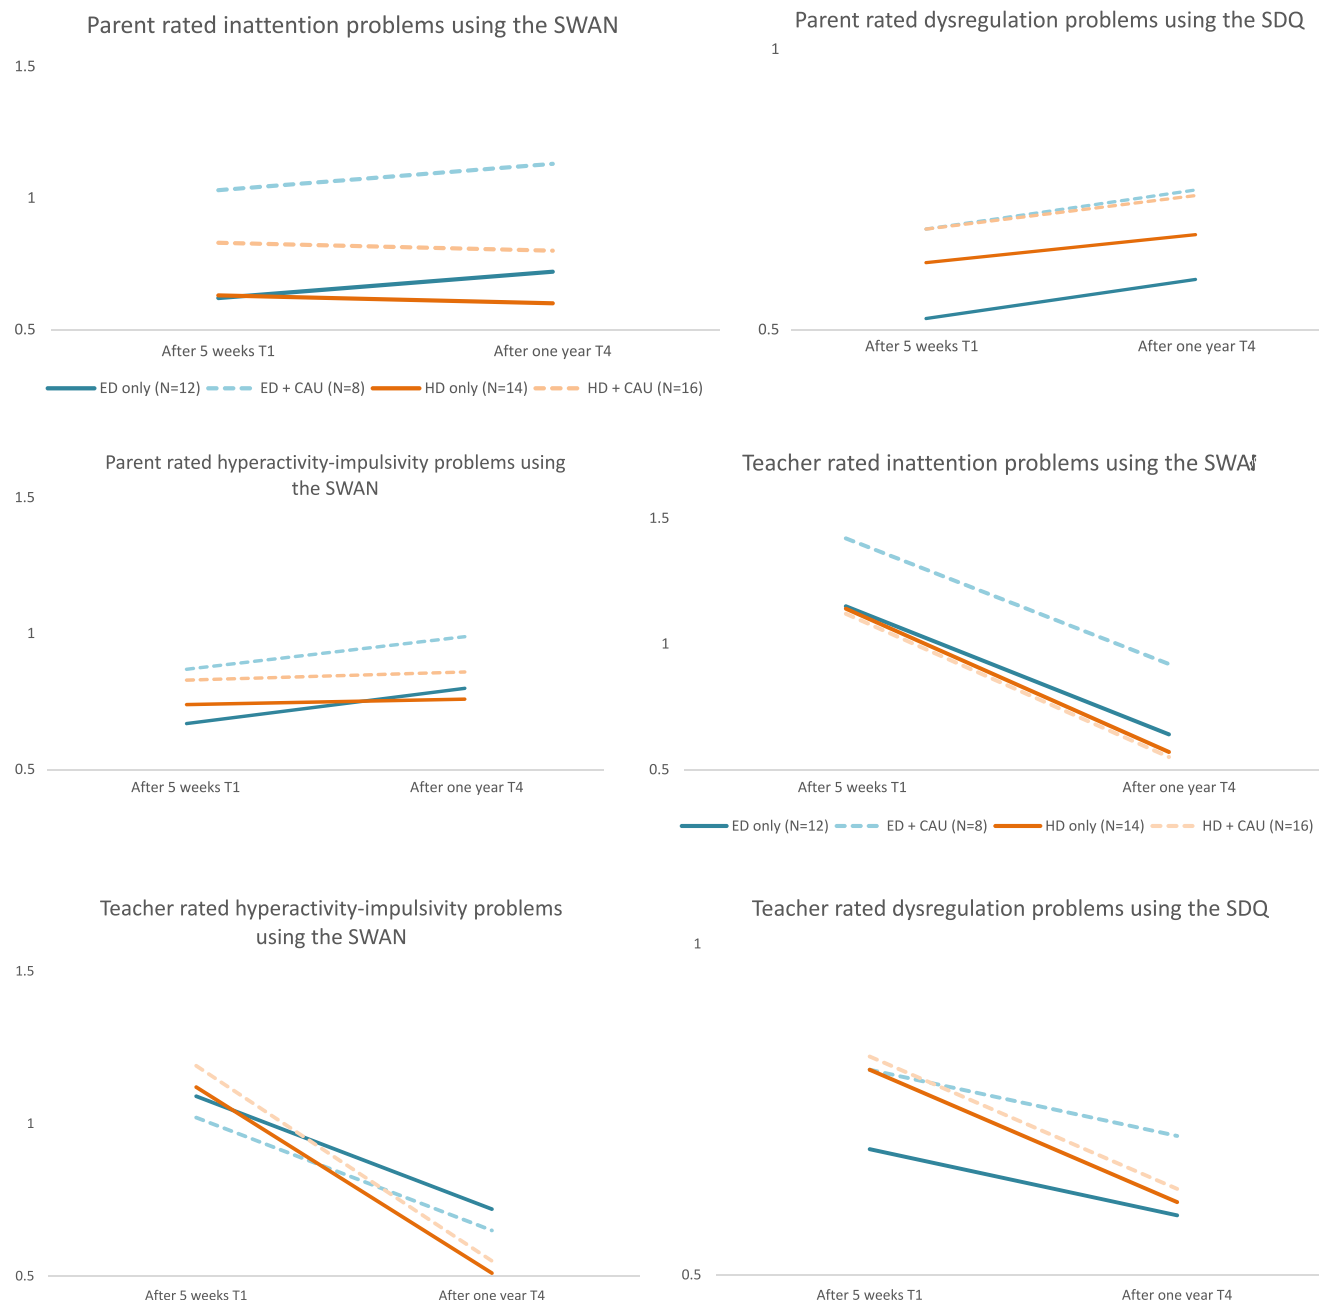 Parent rated inattention problems using the SWAN
1.5
1
0.5
After 5 weeks T1 After one year T4
ED only (N=12) ED + CAU (N=8) HD only (N=14) HD + CAU (N=16)
Parent rated dysregulation problems using the SDQ
1
0.5
After 5 weeks T1 After one year T4
Parent rated hyperactivity-impulsivity problems using
the SWAN
1.5
1
0.5
After 5 weeks T1 After one year T4
Teacher rated inattention problems using the SWAN
1.5
1
0.5
After 5 weeks T1 After one year T4
ED only (N=12) ED + CAU (N=8) HD only (N=14) HD + CAU (N=16)
Teacher rated hyperactivity-impulsivity problems
using the SWAN
1.5
1
0.5
After 5 weeks T1 After one year T4
Teacher rated dysregulation problems using the SDQ
1
0.5
After 5 weeks T1 After one year T4